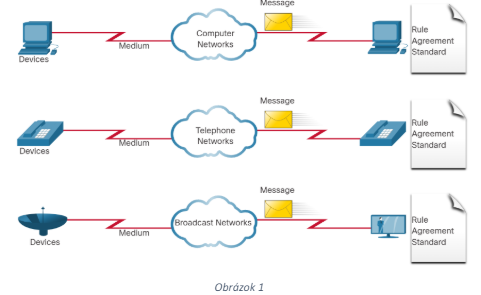 Message
Computer
Networks
Rule
Agreement
Standard
Medium
Devices
Message
Telephone
Networks
Rule
Agreement
Standard
Medium
Devices
Message
Broadcast Networks
Rule
Agreement
Standard
Medium
Devices
Obrázok 1